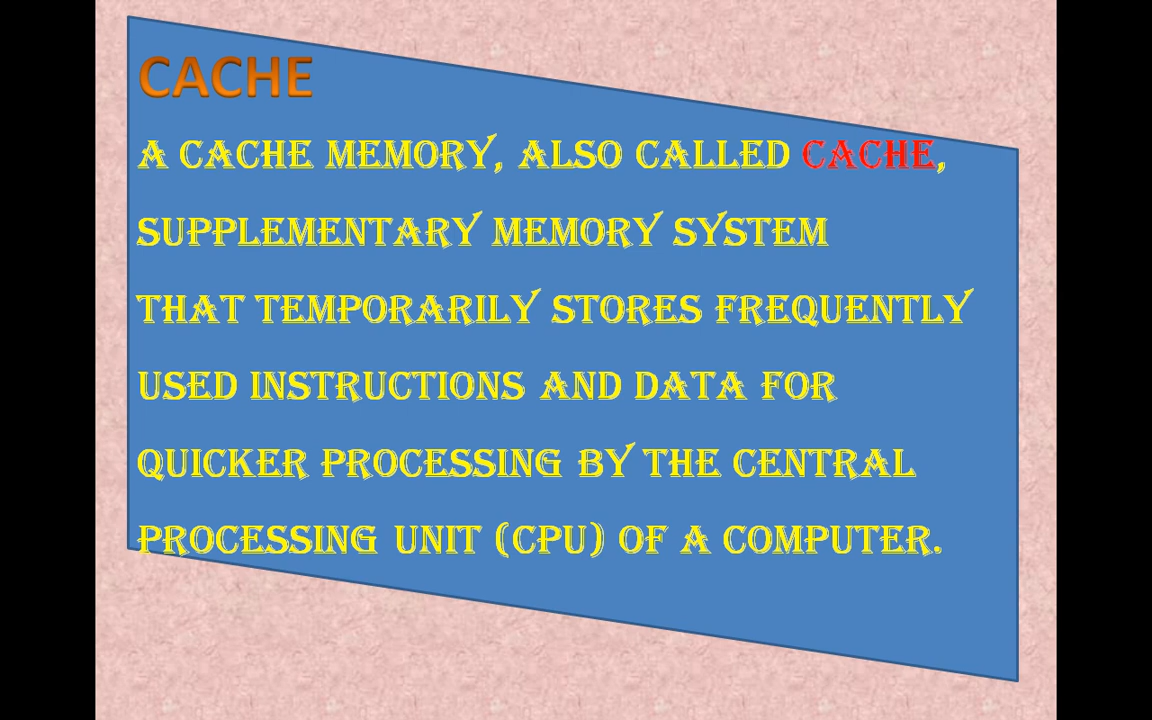 CACHE
A CACHE MEMORY, ALSO CALLED CACHE,
SUPPLEMENTARY MEMORY SYSTEM
THAT TEMPORARILY STORES FREQUENTLY
USED INSTRUCTIONS AND DATA FOR
QUICKER PROCESSING BY THE CENTRAL
PROCESSING UNIT (CPU) OF A COMPUTER.